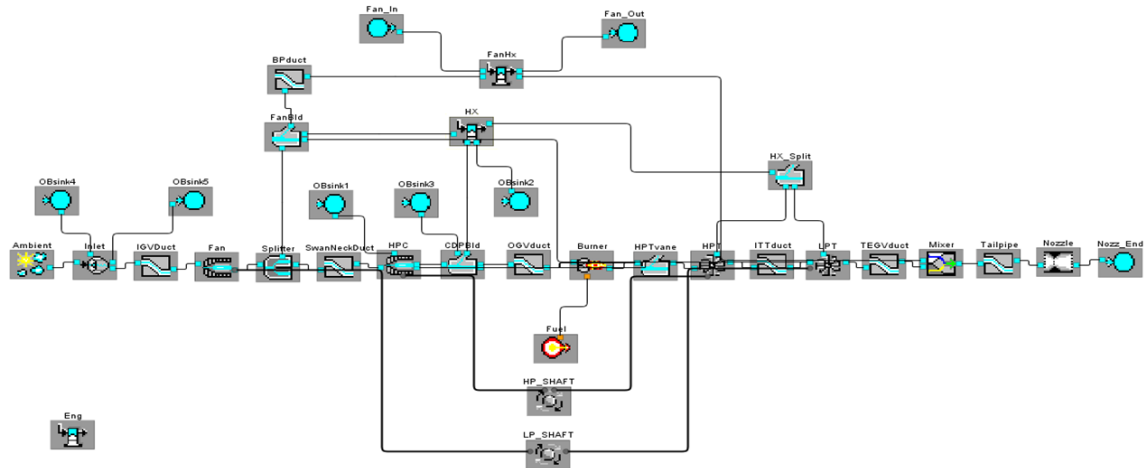 Fan_In
Fan_Out
BPduct
FanHx
FanBld
HX
HX_Split
OBsink4
OBsink5
OBsink1
OBsink3
OBsink2
Ambient
Inlet
IGVDuct
Fan
Splitter
SwanNeckDuct
HPC
CDPBld
OGVduct
Burner
HPTvane
HPT
ITTduct
LPT
TEGVduct
Mixer
Tailpipe
Nozzle
Nozz_End
Fuel
HP_SHAFT
Eng
LP_SHAFT